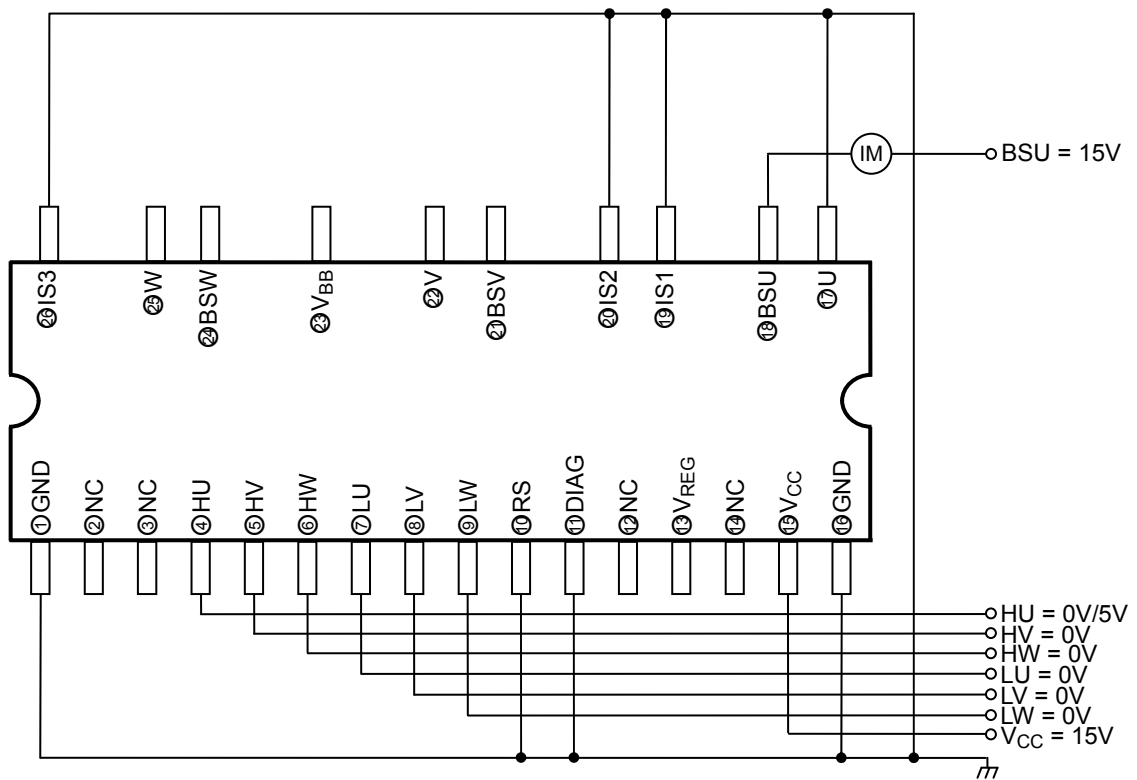 IM
BSU = 15V
㉖IS3
㉕W
㉔BSW
㉓VBB
㉒V
㉑BSV
⑳IS2
⑲IS1
⑱BSU
⑰U
①GND
②NC
③NC
④HU
⑤HV
⑥HW
⑦LU
⑧LV
⑨LW
⑩RS
⑪DIAG
⑫NC
⑬VREG
⑭NC
⑮VCC
⑯GND
HU = 0V/5V
HV = 0V
HW = 0V
LU = 0V
LV = 0V
LW = 0V
VCC = 15V